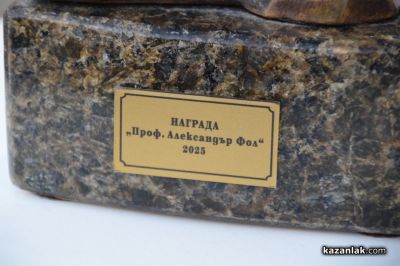 НАГРАДА
„Проф. Александър Фол“
2025
kazanlak.com